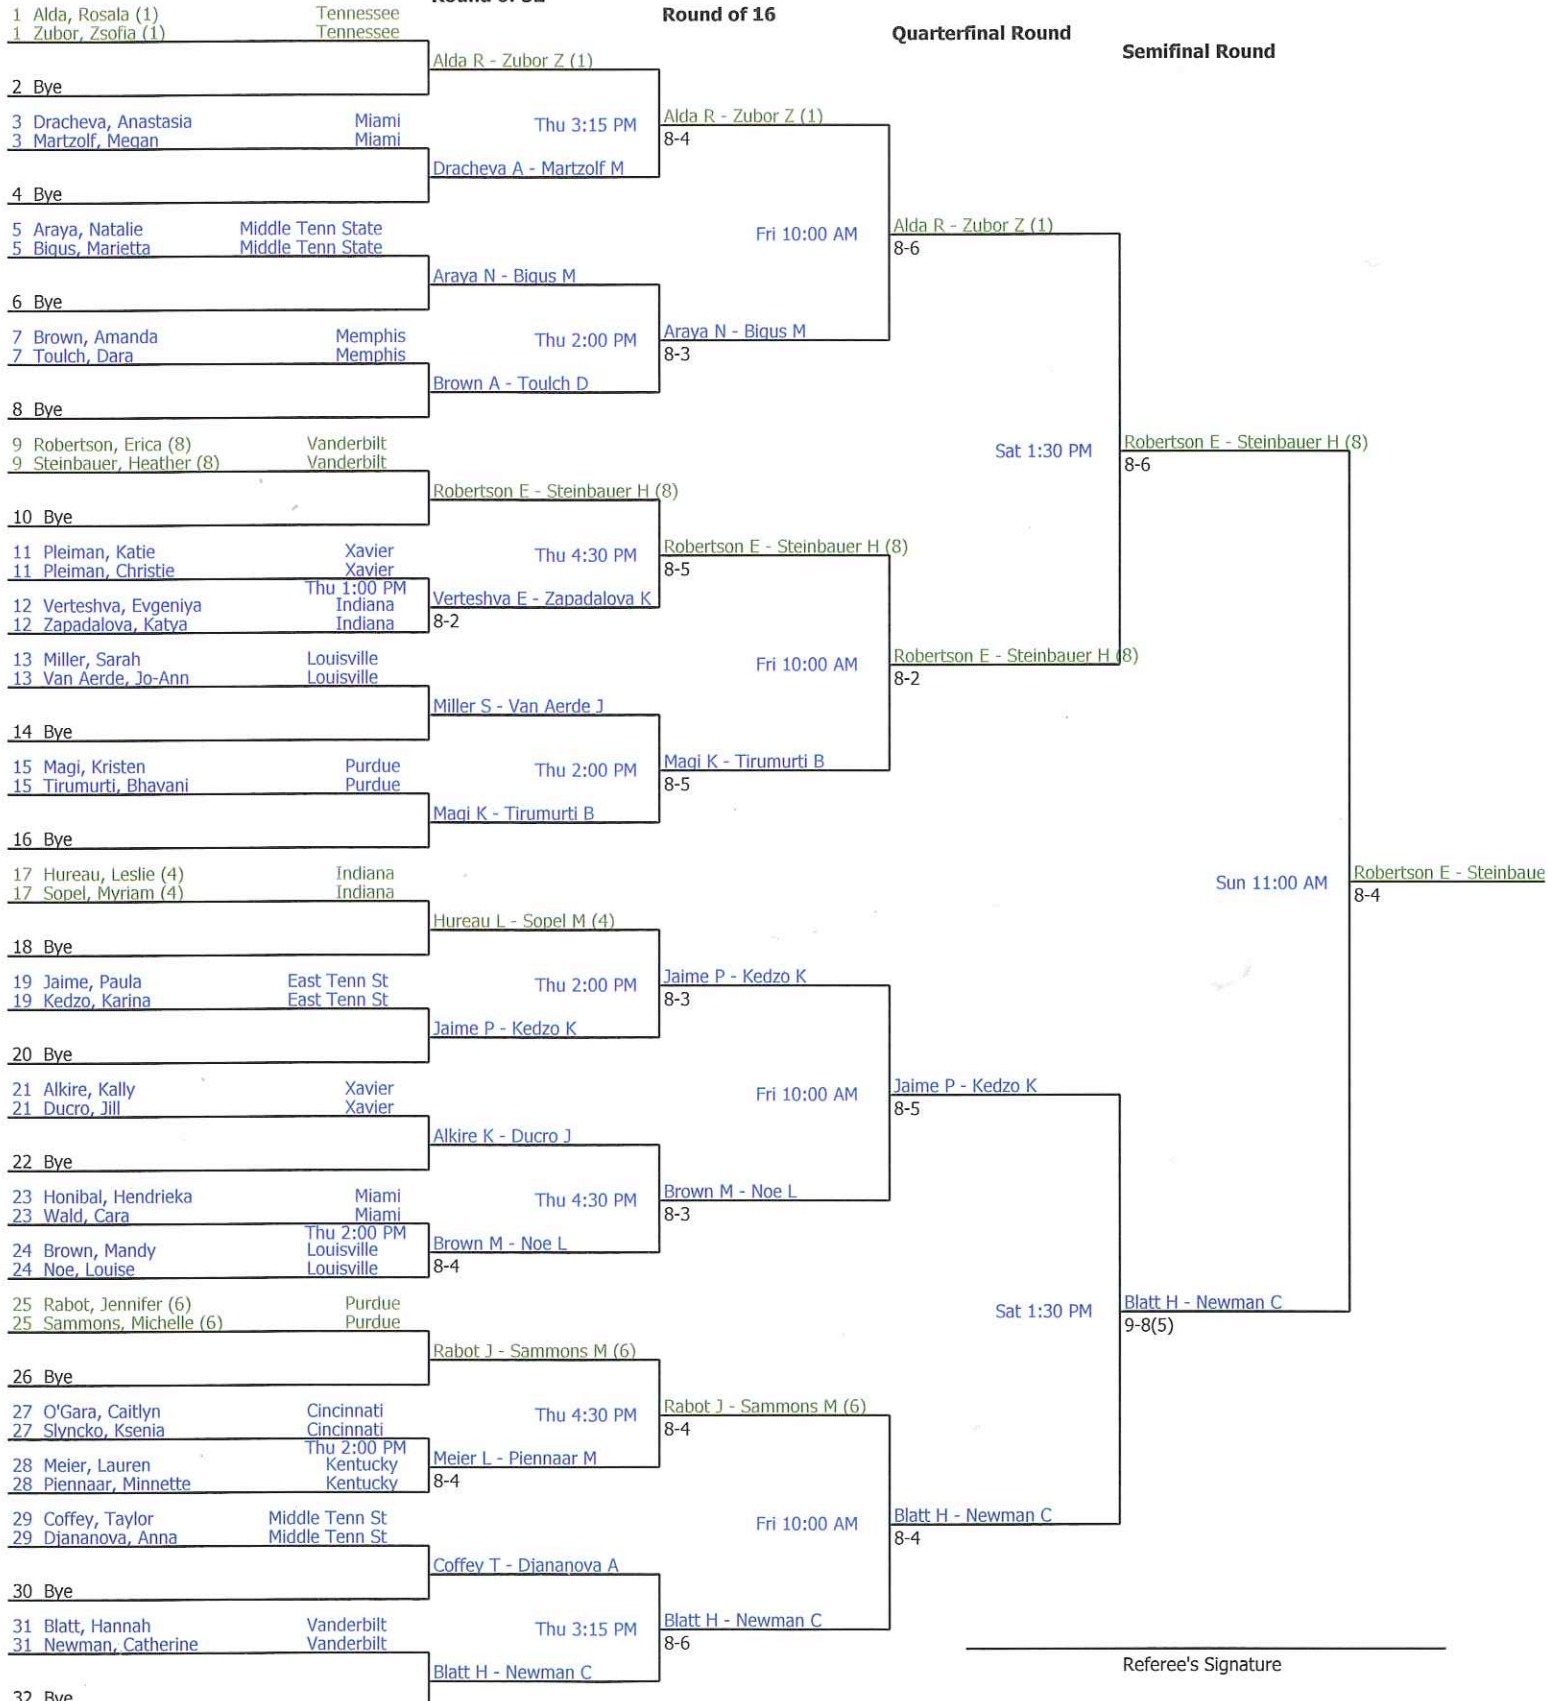 Round of 16
Quarterfinal Round
Semifinal Round
1 Alda, Rosala (1) Tennessee
1 Zubor, Zsofia (1) Tennessee
Alda R - Zubor Z (1)
2 Bye
3 Dracheva, Anastasia Miami
3 Martzolf, Megan Miami
Thu 3:15 PM
Alda R - Zubor Z (1)
8-4
Dracheva A - Martzolf M
4 Bye
5 Araya, Natalie Middle Tenn State
5 Bigus, Marietta Middle Tenn State
Fri 10:00 AM
Alda R - Zubor Z (1)
8-6
Araya N - Bigus M
6 Bye
7 Brown, Amanda Memphis
7 Toulch, Dara Memphis
Thu 2:00 PM
Araya N - Bigus M
8-3
Brown A - Toulch D
8 Bye
9 Robertson, Erica (8) Vanderbilt
9 Steinbauer, Heather (8) Vanderbilt
Sat 1:30 PM
Robertson E - Steinbauer H (8)
8-6
Robertson E - Steinbauer H (8)
10 Bye
11 Pleiman, Katie Xavier
11 Pleiman, Christie Xavier
Thu 1:00 PM
Thu 4:30 PM
Robertson E - Steinbauer H (8)
8-5
12 Verteshva, Evgeniya Indiana
12 Zapadalova, Katya Indiana
Verteshva E - Zapadalova K
8-2
13 Miller, Sarah Louisville
13 Van Aerde, Jo-Ann Louisville
Fri 10:00 AM
Robertson E - Steinbauer H (8)
8-2
Miller S - Van Aerde J
14 Bye
15 Magi, Kristen Purdue
15 Tirumurti, Bhavani Purdue
Thu 2:00 PM
Magi K - Tirumurti B
8-5
Magi K - Tirumurti B
16 Bye
17 Hureau, Leslie (4) Indiana
17 Sopel, Myriam (4) Indiana
Sun 11:00 AM
Robertson E - Steinbaue
8-4
Hureau L - Sopel M (4)
18 Bye
19 Jaime, Paula East Tenn St
19 Kedzo, Karina East Tenn St
Thu 2:00 PM
Jaime P - Kedzo K
8-3
Jaime P - Kedzo K
20 Bye
21 Alkire, Kally Xavier
21 Ducro, Jill Xavier
Fri 10:00 AM
Jaime P - Kedzo K
8-5
Alkire K - Ducro J
22 Bye
23 Honibal, Hendrieka Miami
23 Wald, Cara Miami
Thu 2:00 PM
Thu 4:30 PM
Brown M - Noe L
8-3
24 Brown, Mandy Louisville
24 Noe, Louise Louisville
Brown M - Noe L
8-4
25 Rabot, Jennifer (6) Purdue
25 Sammons, Michelle (6) Purdue
Sat 1:30 PM
Blatt H - Newman C
9-8(5)
Rabot J - Sammons M (6)
26 Bye
27 O'Gara, Caitlyn Cincinnati
27 Slyncko, Ksenia Cincinnati
Thu 2:00 PM
Thu 4:30 PM
Rabot J - Sammons M (6)
8-4
28 Meier, Lauren Kentucky
28 Piennaar, Minnette Kentucky
Meier L - Piennaar M
8-4
29 Coffey, Taylor Middle Tenn St
29 Djananova, Anna Middle Tenn St
Fri 10:00 AM
Blatt H - Newman C
8-4
Coffey T - Djananova A
30 Bye
31 Blatt, Hannah Vanderbilt
31 Newman, Catherine Vanderbilt
Thu 3:15 PM
Blatt H - Newman C
8-6
Blatt H - Newman C
32 Bye
Referee's Signature